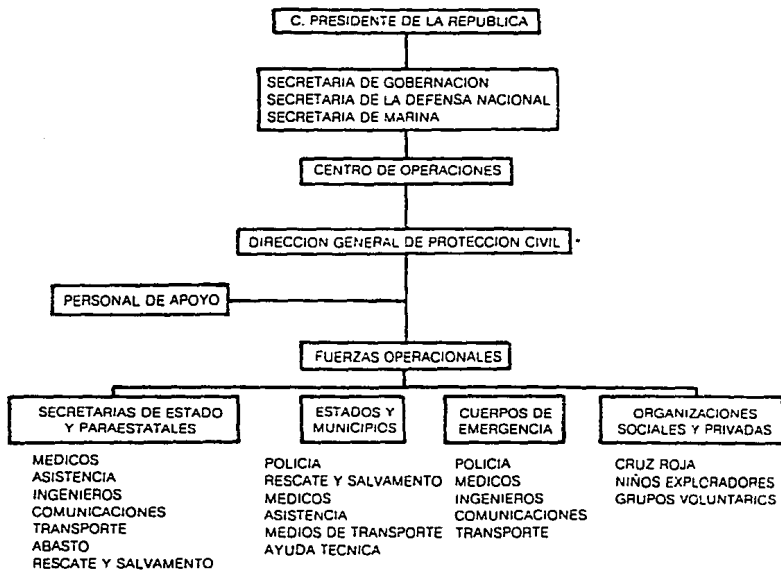 C. PRESIDENTE DE LA REPUBLICA
SECRETARIA DE GOBERNACION
SECRETARIA DE LA DEFENSA NACIONAL
SECRETARIA DE MARINA
CENTRO DE OPERACIONES
DIRECCION GENERAL DE PROTECCION CIVIL
PERSONAL DE APOYO
FUERZAS OPERACIONALES
SECRETARIAS DE ESTADO
Y PARAESTATALES
MEDICOS
ASISTENCIA
INGENIEROS
COMUNICACIONES
TRANSPORTE
ABASTO
RESCATE Y SALVAMENTO
ESTADOS Y
MUNICIPIOS
POLICIA
RESCATE Y SALVAMENTO
MEDICOS
ASISTENCIA
MEDIOS DE TRANSPORTE
AYUDA TECNICA
CUERPOS DE
EMERGENCIA
POLICIA
MEDICOS
INGENIEROS
COMUNICACIONES
TRANSPORTE
ORGANIZACIONES
SOCIALES Y PRIVADAS
CRUZ ROJA
NIÑOS EXPLORADORES
GRUPOS VOLUNTARIOS